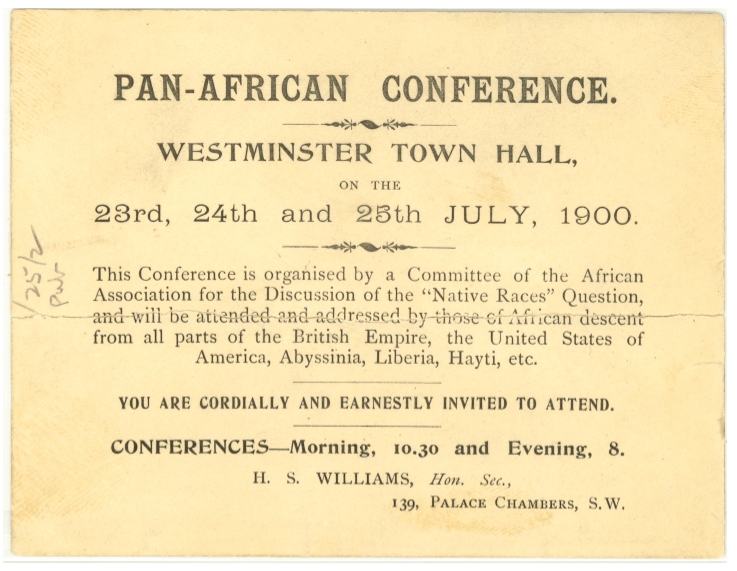 PAN-AFRICAN CONFERENCE.
WESTMINSTER TOWN HALL,
ON THE
23rd, 24th and 25th JULY, 1900.
This Conference is organised by a Committee of the African
Association for the Discussion of the “Native Races” Question,
and will be attended and addressed by those of African descent
from all parts of the British Empire, the United States of
America, Abyssinia, Liberia, Hayti, etc.
YOU ARE CORDIALLY AND EARNESTLY INVITED TO ATTEND.
CONFERENCES—Morning, 10.30 and Evening, 8.
H. S. WILLIAMS, Hon. Sec.,
139, PALACE CHAMBERS, S.W.